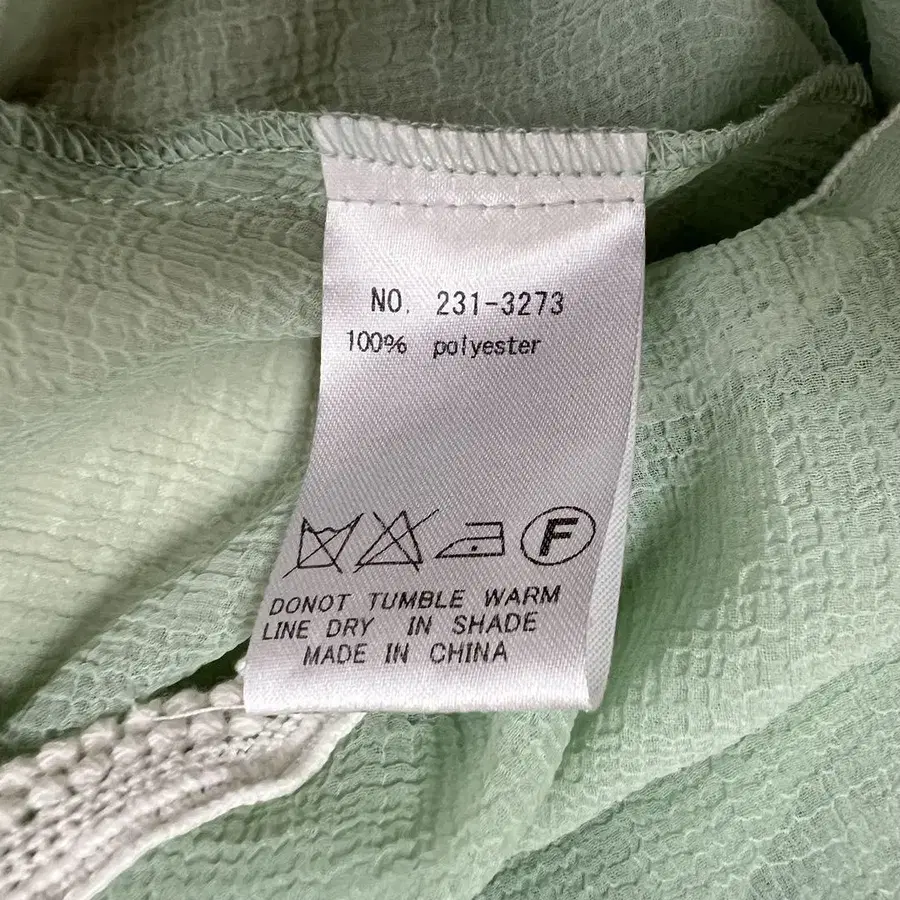 NO. 231-3273
100% polyester
F
DONOT TUMBLE WARM
LINE DRY IN SHADE
MADE IN CHINA